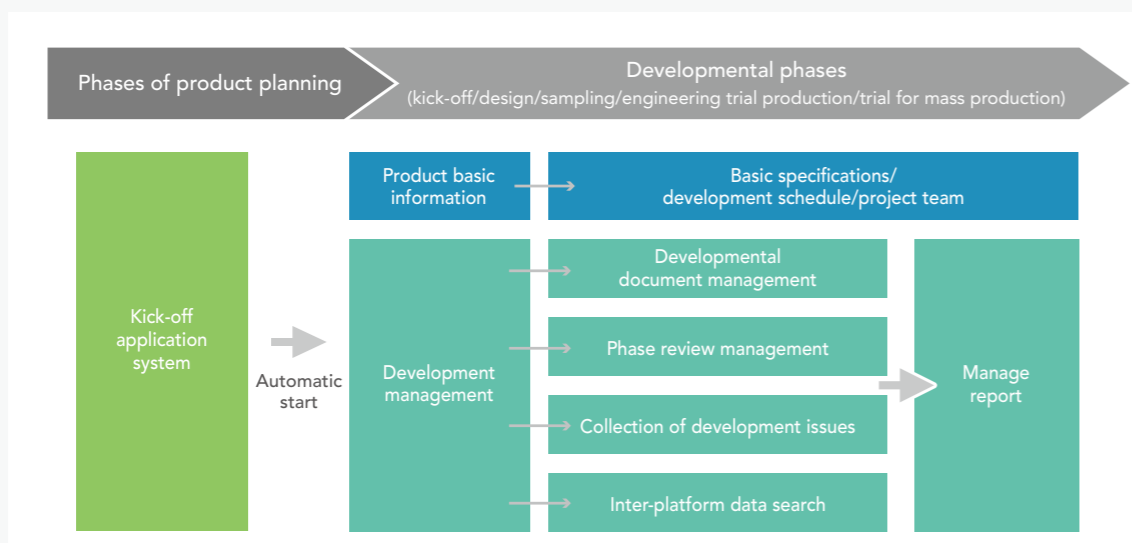 Phases of product planning
Developmental phases
(kick-off/design/sampling/engineering trial production/trial for mass production)
Kick-off
application
system
Automatic
start
Product basic
information
Basic specifications/
development schedule/project team
Development
management
Developmental
document management
Phase review management
Collection of development issues
Inter-platform data search
Manage
report